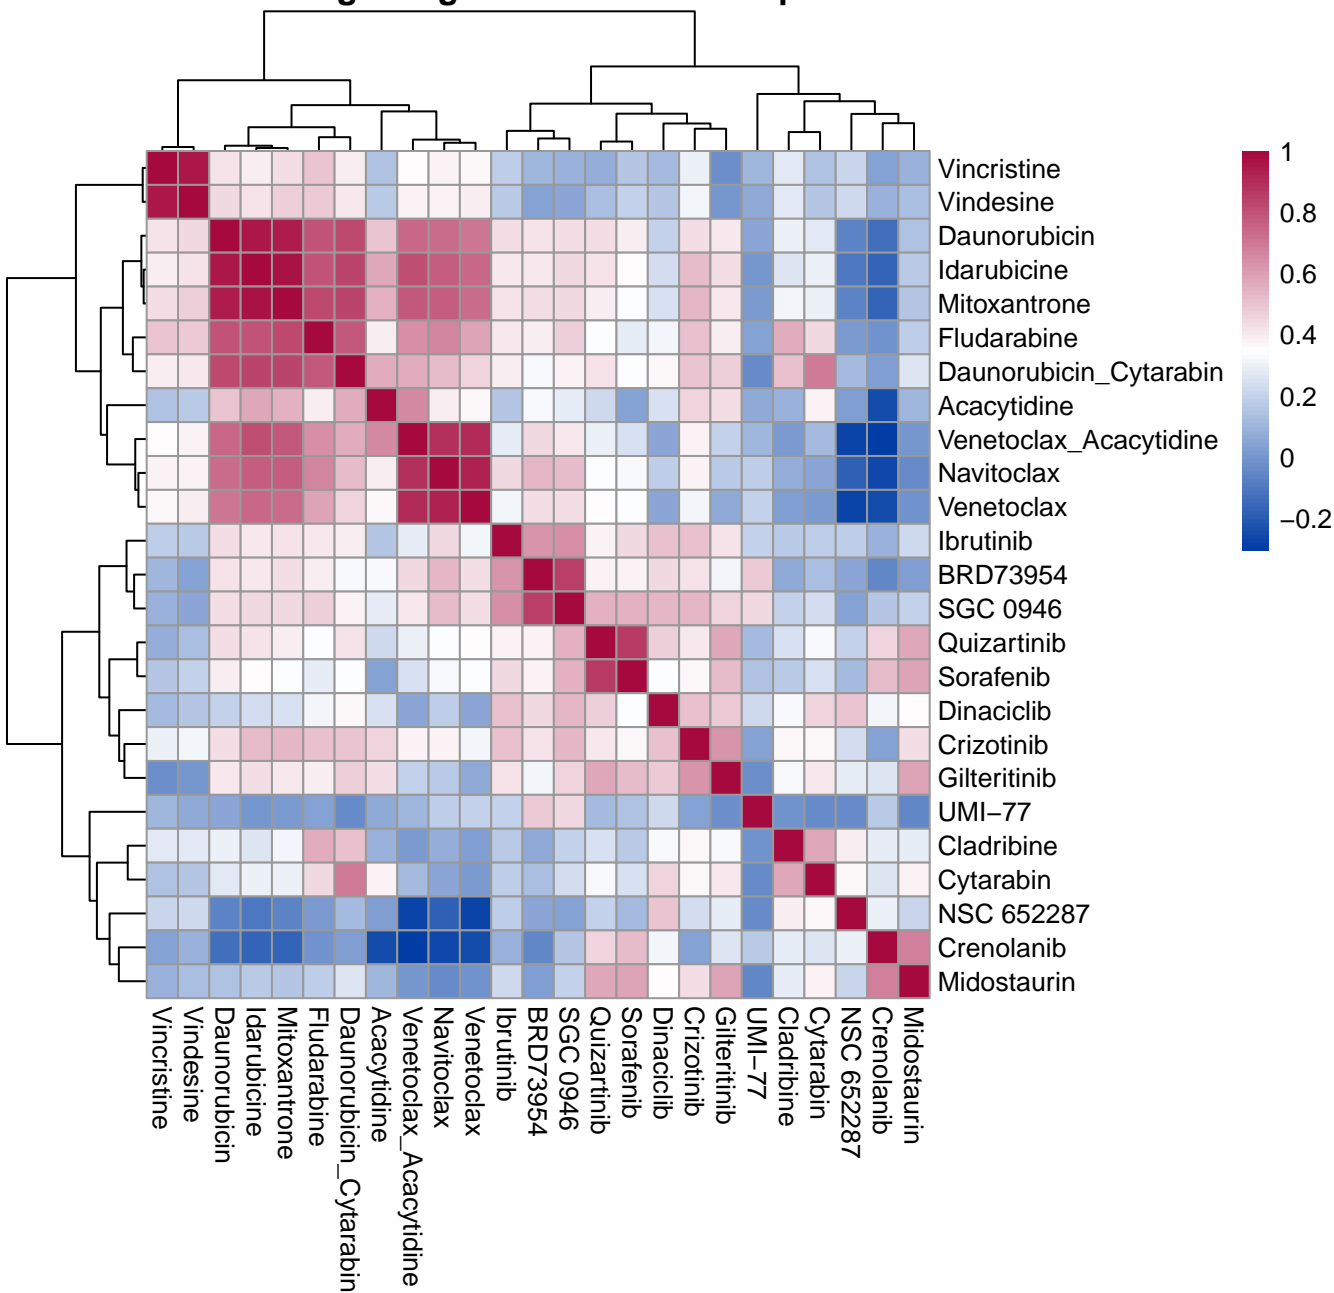 1
0.8
0.6
0.4
0.2
0
−0.2
Vincristine
Vindesine
Daunorubicin
Idarubicine
Mitoxantrone
Fludarabine
Daunorubicin_Cytarabin
Acacytidine
Venetoclax_Acacytidine
Navitoclax
Venetoclax
Ibrutinib
BRD73954
SGC 0946
Quizartinib
Sorafenib
Dinaciclib
Crizotinib
Gilteritinib
UMI−77
Cladribine
Cytarabin
NSC 652287
Crenolanib
Midostaurin
Vincristine
Vindesine
Daunorubicin
Idarubicine
Mitoxantrone
Fludarabine
Daunorubicin_Cytarabin
Acacytidine
Venetoclax_Acacytidine
Navitoclax
Venetoclax
Ibrutinib
BRD73954
SGC 0946
Quizartinib
Sorafenib
Dinaciclib
Crizotinib
Gilteritinib
UMI−77
Cladribine
Cytarabin
NSC 652287
Crenolanib
Midostaurin